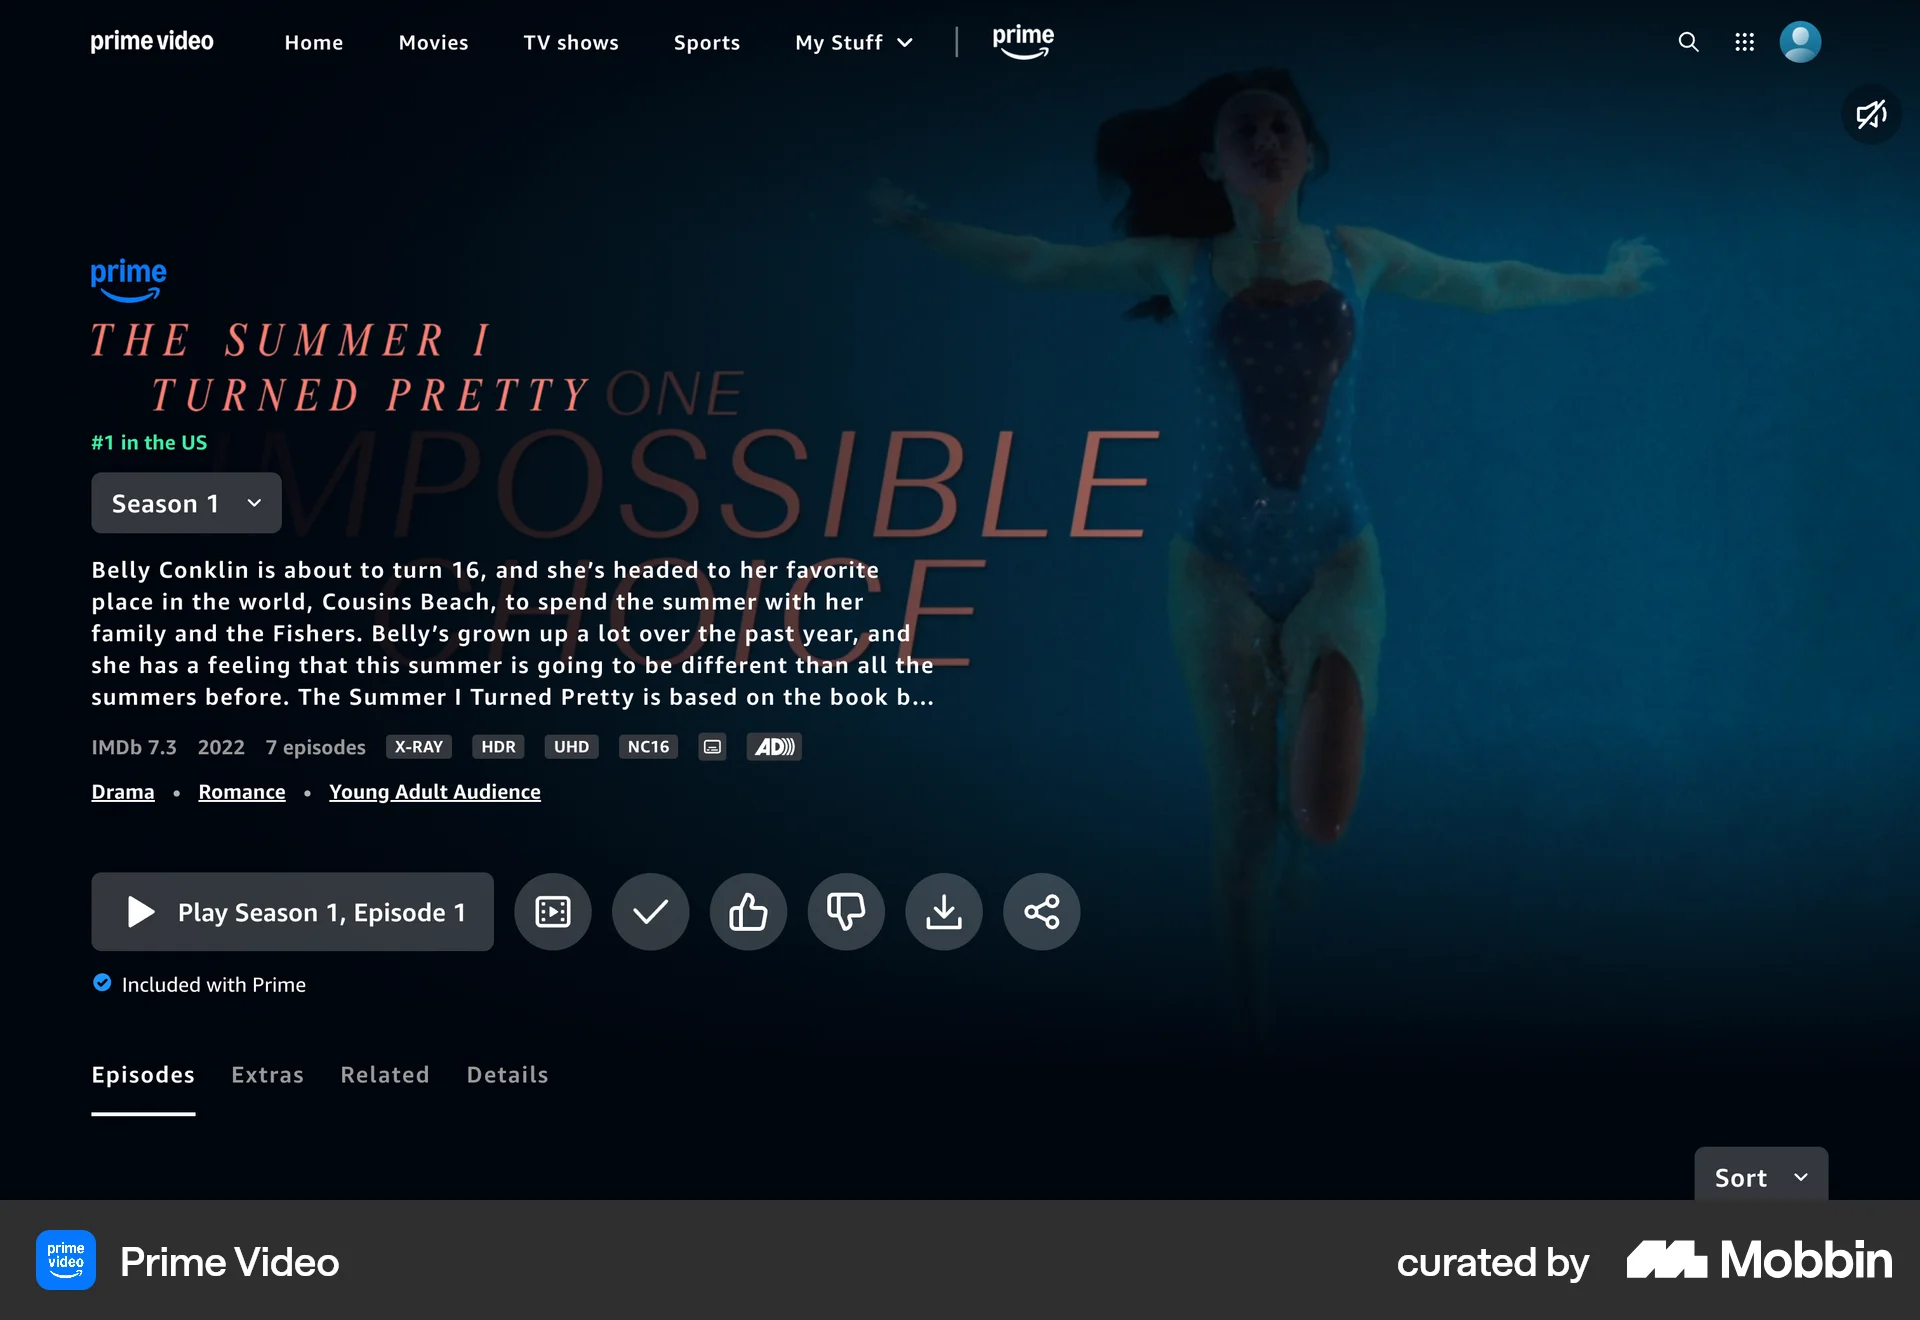 prime video
Home
Movies
TV shows
Sports
My Stuff
prime
prime
THE SUMMER I
TURNED PRETTY
ONE
IMPOSSIBLE
CHOICE
#1 in the US
Season 1
Belly Conklin is about to turn 16, and she’s headed to her favorite
place in the world, Cousins Beach, to spend the summer with her
family and the Fishers. Belly’s grown up a lot over the past year, and
she has a feeling that this summer is going to be different than all the
summers before. The Summer I Turned Pretty is based on the book b...
IMDb 7.3 2022 7 episodes X-RAY HDR UHD NC16 AD
Drama • Romance • Young Adult Audience
Play Season 1, Episode 1
Included with Prime
Episodes
Extras
Related
Details
Sort
prime
video
Prime Video
curated by
Mobbin